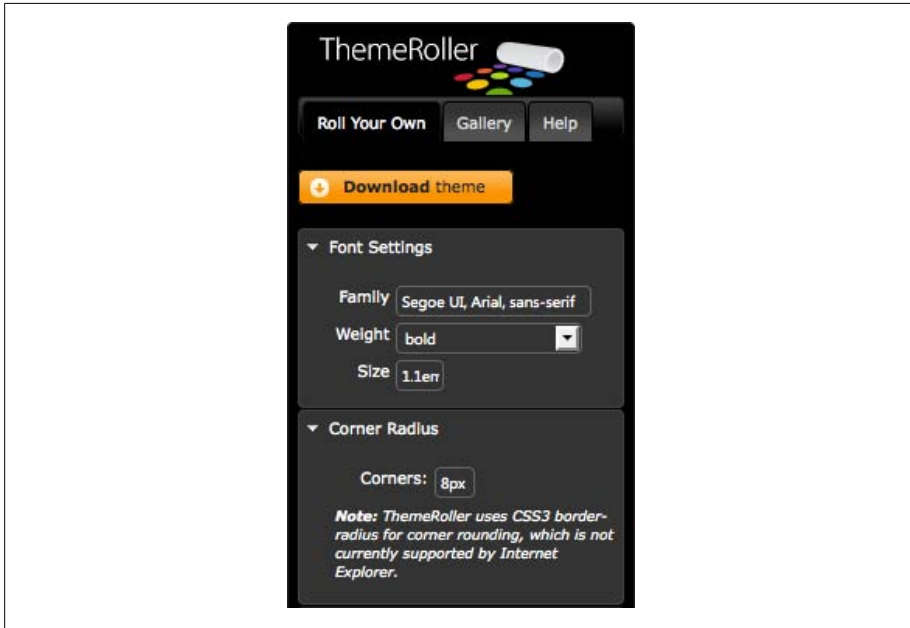 ThemeRoller
Roll Your Own Gallery Help
Download theme
Font Settings
Family Segoe UI, Arial, sans-serif
Weight bold
Size 1.1em
Corner Radius
Corners: 8px
Note: ThemeRoller uses CSS3 border-
radius for corner rounding, which is not
currently supported by Internet
Explorer.